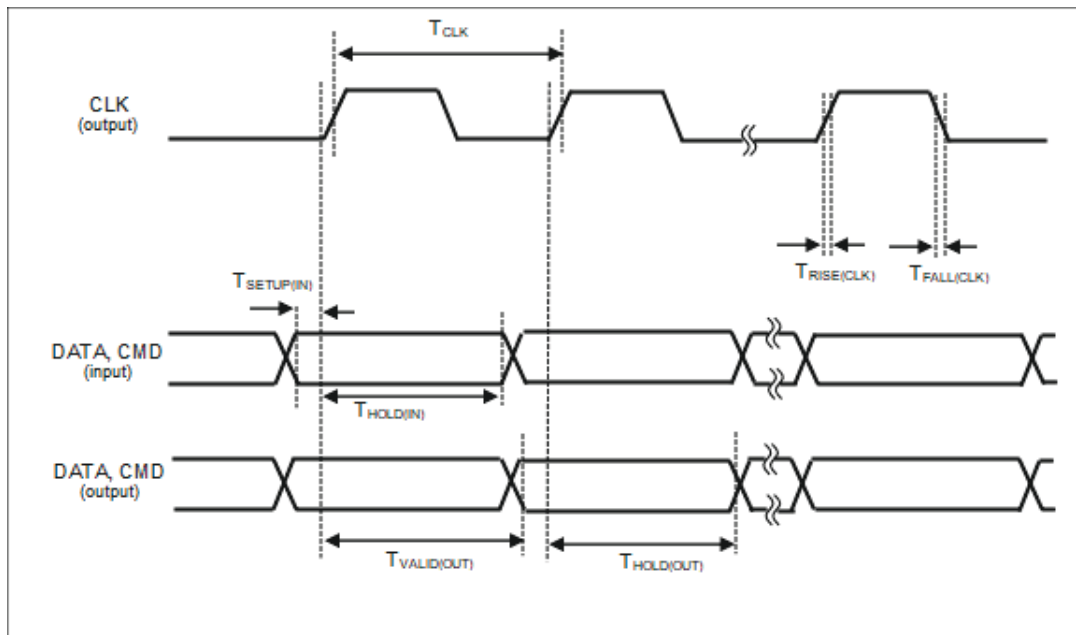 TCLK
CLK
(output)
TRISE(CLK)
TFALL(CLK)
TSETUP(IN)
DATA, CMD
(input)
THOLD(IN)
DATA, CMD
(output)
TVALID(OUT)
THOLD(OUT)